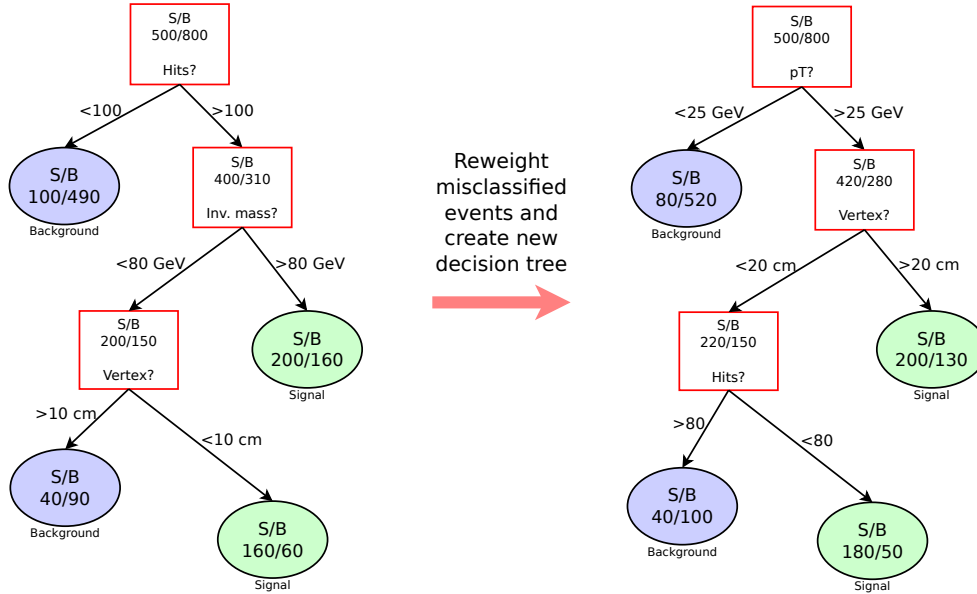 S/B
500/800
Hits?
<100
>100
S/B
100/490
Background
S/B
400/310
Inv. mass?
<80 GeV
>80 GeV
S/B
200/150
Vertex?
S/B
200/160
Signal
>10 cm
<10 cm
S/B
40/90
Background
S/B
160/60
Signal
Reweight
misclassified
events and
create new
decision tree
S/B
500/800
pT?
<25 GeV
>25 GeV
S/B
80/520
Background
S/B
420/280
Vertex?
<20 cm
>20 cm
S/B
220/150
Hits?
S/B
200/130
Signal
>80
<80
S/B
40/100
Background
S/B
180/50
Signal